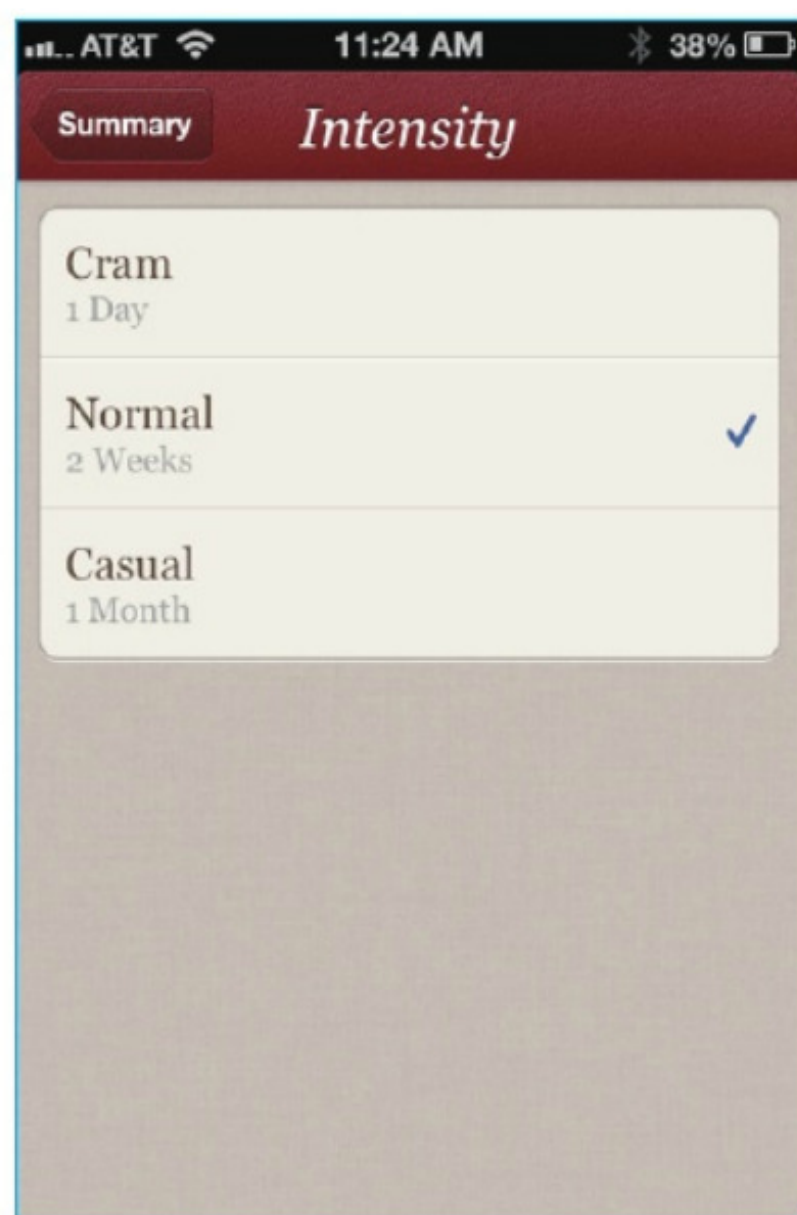 AT&T 11:24 AM 38%
Summary Intensity
Cram
1 Day
Normal
2 Weeks
Casual
1 Month